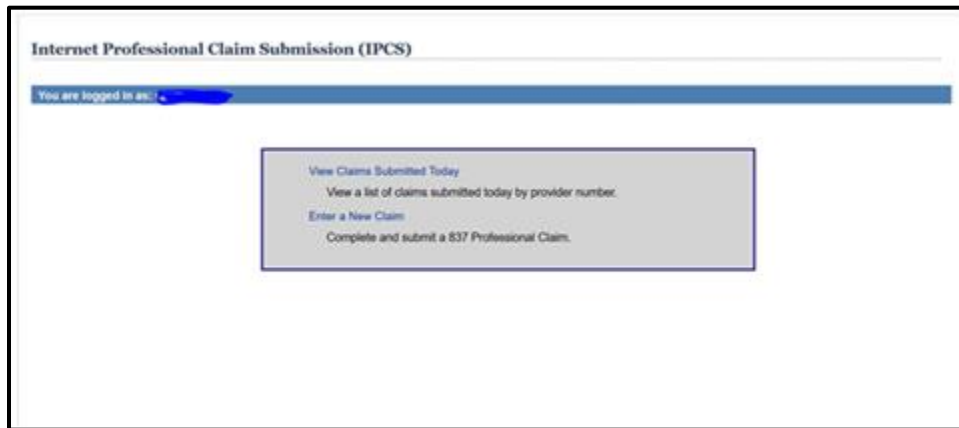 Internet Professional Claim Submission (IPCS)
You are logged in as:
View Claims Submitted Today
View a list of claims submitted today by provider number.
Enter a New Claim
Complete and submit a 837 Professional Claim.